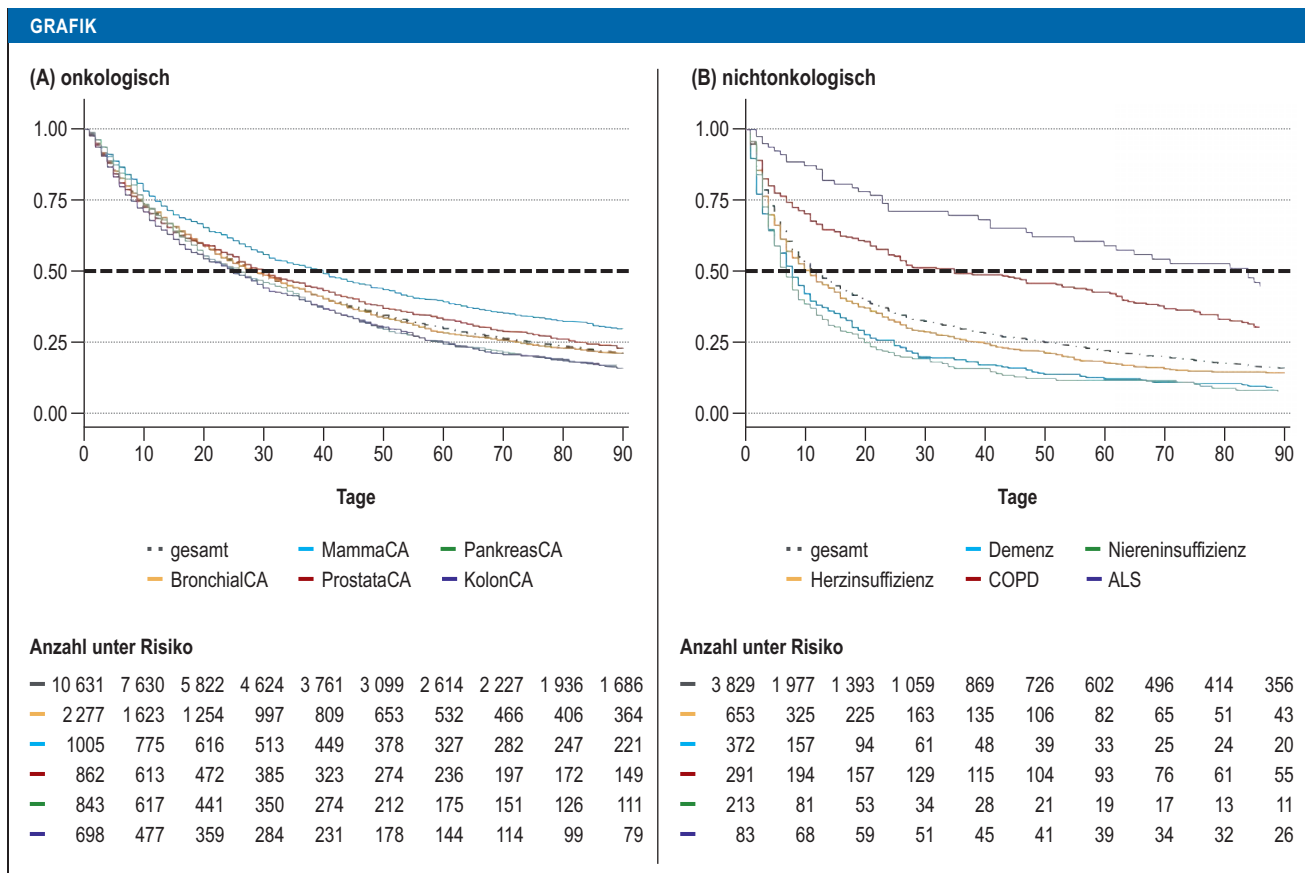 GRAFIK
(A) onkologisch
1.00
0.75
0.50
0.25
0.00
0 10 20 30 40 50 60 70 80 90
Tage
gesamt MammaCA PankreasCA
BronchialCA ProstataCA KolonCA
Anzahl unter Risiko
10 631 7 630 5 822 4 624 3 761 3 099 2 614 2 227 1 936 1 686
2 277 1 623 1 254 997 809 653 532 466 406 364
1005 775 616 513 449 378 327 282 247 221
862 613 472 385 323 274 236 197 172 149
843 617 441 350 274 212 175 151 126 111
698 477 359 284 231 178 144 114 99 79
(B) nichtonkologisch
1.00
0.75
0.50
0.25
0.00
0 10 20 30 40 50 60 70 80 90
Tage
gesamt Demenz Niereninsuffizienz
Herzinsuffizienz COPD ALS
Anzahl unter Risiko
3 829 1 977 1 393 1 059 869 726 602 496 414 356
653 325 225 163 135 106 82 65 51 43
372 157 94 61 48 39 33 25 24 20
291 194 157 129 115 104 93 76 61 55
213 81 53 34 28 21 19 17 13 11
83 68 59 51 45 41 39 34 32 26